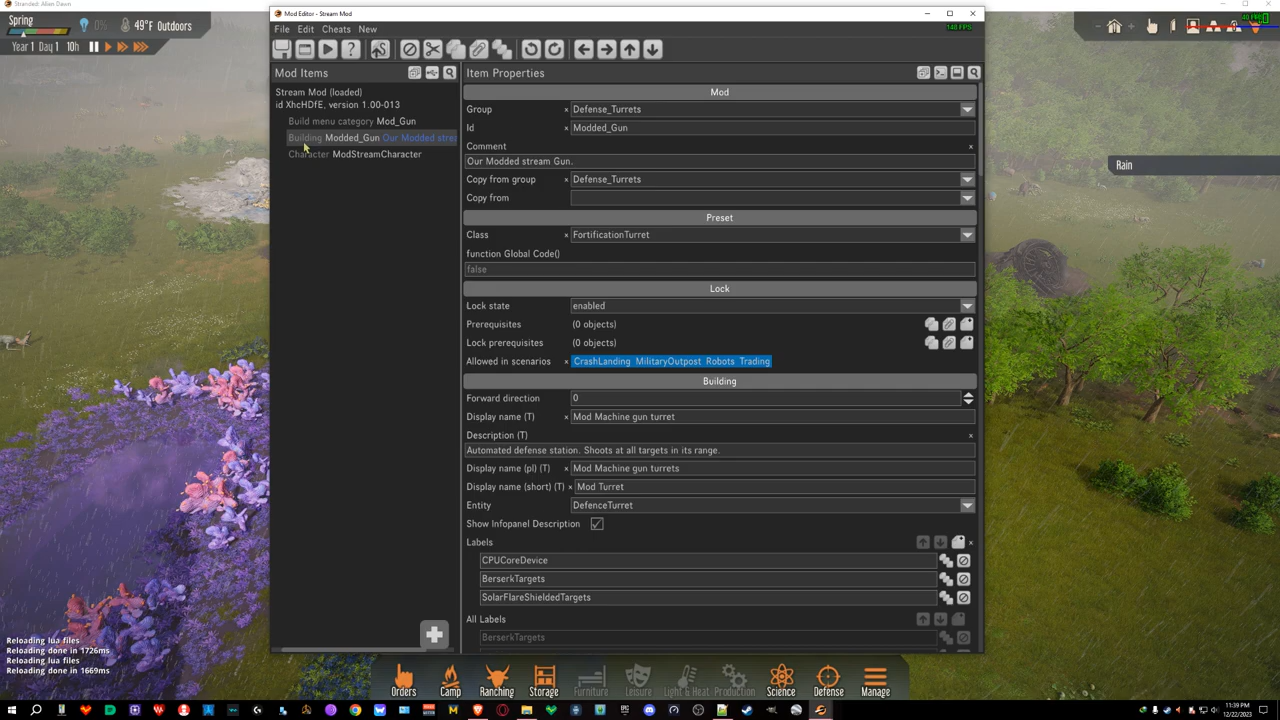 Stranded: Alien Dawn
Mod Editor - Stream Mod
Spring
0%
49°F Outdoors
Year 1 Day 1 10h
File Edit Cheats New
140 FPS
Mod Items
Item Properties
Stream Mod (loaded)
id XhcHDfE, version 1.00-013
Build menu category Mod_Gun
Building Modded_Gun Our Modded stre
Character ModStreamCharacter
Mod
Group × Defense_Turrets
Id × Modded_Gun
Comment ×
Our Modded stream Gun.
Copy from group × Defense_Turrets
Copy from
Preset
Class × FortificationTurret
function Global Code()
false
Lock
Lock state enabled
Prerequisites (0 objects)
Lock prerequisites (0 objects)
Allowed in scenarios × CrashLanding MilitaryOutpost Robots Trading
Building
Forward direction 0
Display name (T) × Mod Machine gun turret
Description (T) ×
Automated defense station. Shoots at all targets in its range.
Display name (pl) (T) × Mod Machine gun turrets
Display name (short) (T) × Mod Turret
Entity DefenceTurret
Show Infopanel Description
Labels ×
CPUCoreDevice
BerserkTargets
SolarFlareShieldedTargets
All Labels
BerserkTargets
Rain
Reloading lua files
Reloading done in 1726ms
Reloading lua files
Reloading done in 1669ms
Orders Camp Ranching Storage Furniture Leisure Light & Heat Production Science Defense Manage
11:39 PM
12/22/2023